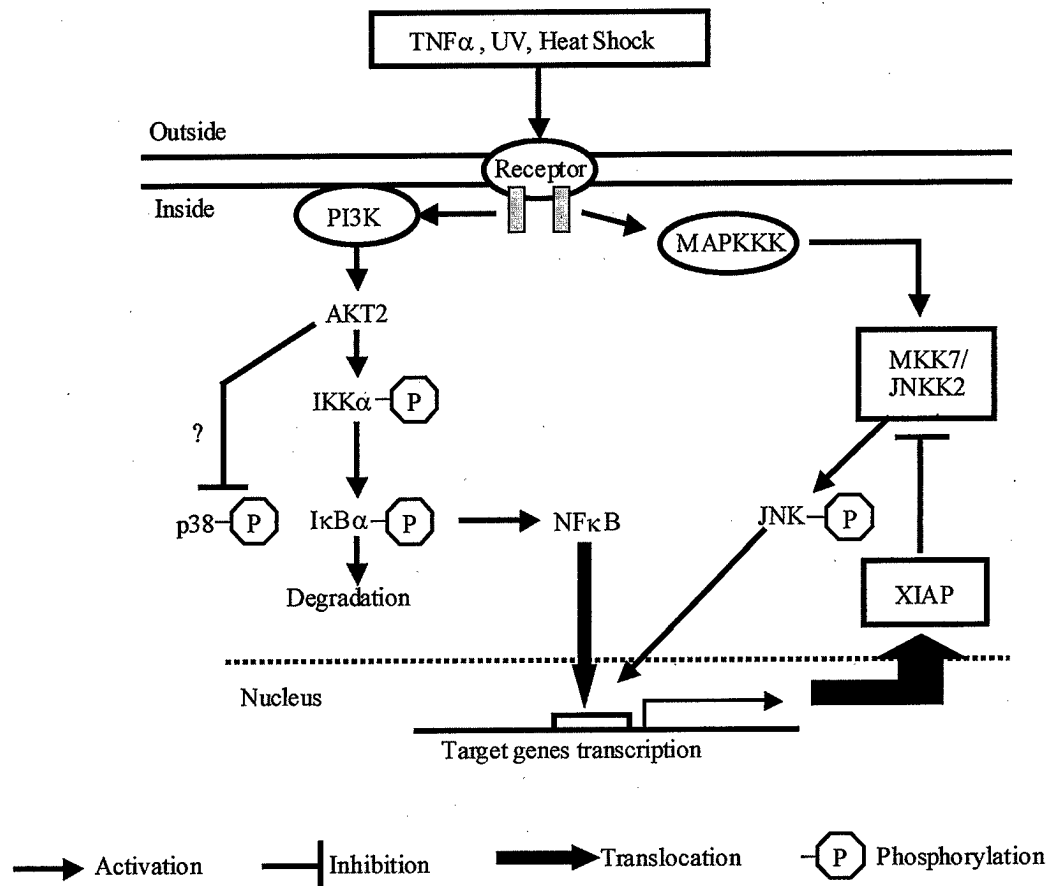 TNFα , UV, Heat Shock
Outside
Receptor
Inside
PI3K
MAPKKK
AKT2
MKK7/
JNKK2
IKKα
P
?
p38
P
IκBα
P
NFκB
JNK
P
Degradation
XIAP
Nucleus
Target genes transcription
Activation
Inhibition
Translocation
P
Phosphorylation